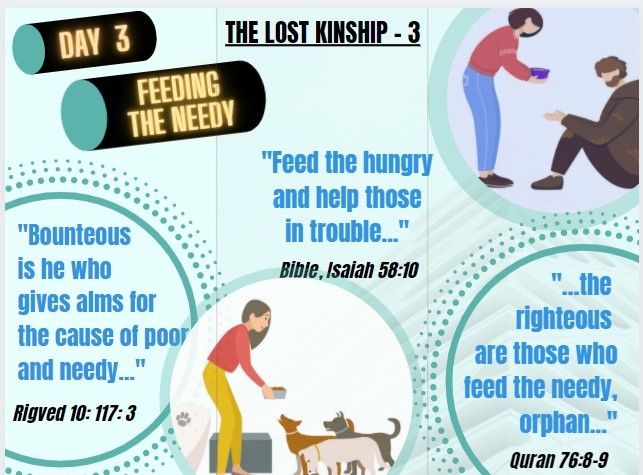 DAY 3
FEEDING
THE NEEDY
THE LOST KINSHIP - 3
"Feed the hungry
and help those
in trouble..."
Bible, Isaiah 58:10
"Bounteous
is he who
gives alms for
the cause of poor
and needy..."
Rigved 10: 117: 3
"...the
righteous
are those who
feed the needy,
orphan..."
Quran 76:8-9